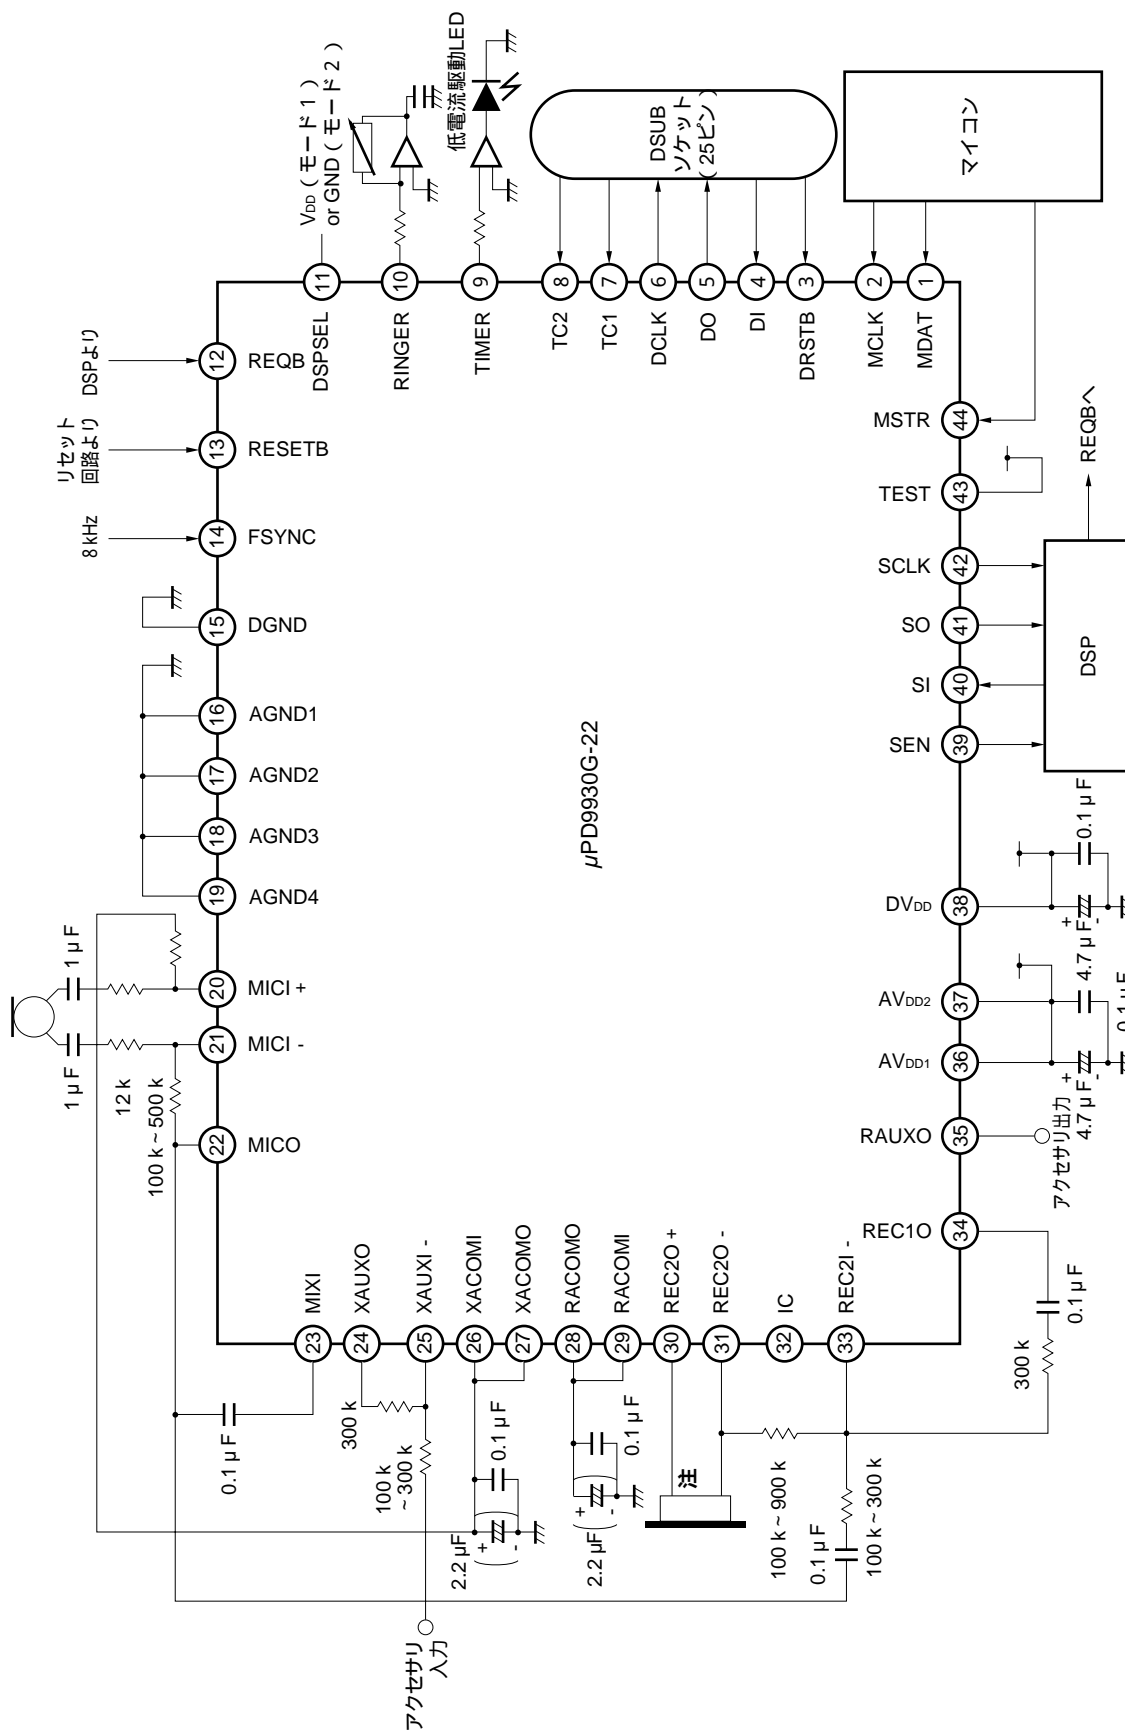 VDD（モード1）
or GND（モード2）
低電流駆動LED
DSUB
ソケット
（25ピン）
マイコン
11
10
9
8
7
6
5
4
3
2
1
DSPSEL
RINGER
TIMER
TC2
TC1
DCLK
DO
DI
DRSTB
MCLK
MDAT
DSPより
12
REQB
リセット
回路より
13
RESETB
8 kHz
14
FSYNC
15
DGND
16
AGND1
17
AGND2
18
AGND3
19
AGND4
1 μF
20
MICI +
1 μF
12 k
21
MICI -
100 k ~ 500 k
22
MICO
μPD9930G-22
MSTR
44
TEST
43
REQBへ
SCLK
42
SO
41
SI
40
SEN
39
DSP
DVDD
38
0.1 μF
+
-
4.7 μF
AVDD2
37
0.1 μF
AVDD1
36
+
-
4.7 μF
RAUXO
35
アクセサリ出力
REC1O
34
0.1 μF
300 k
MIXI
XAUXO
XAUXI -
XACOMI
XACOMO
RACOMO
RACOMI
REC2O +
REC2O -
IC
REC2I -
23
24
25
26
27
28
29
30
31
32
33
0.1 μF
300 k
100 k
~ 300 k
0.1 μF
+
-
2.2 μF
0.1 μF
+
-
2.2 μF
注
100 k ~ 900 k
0.1 μF
100 k ~ 300 k
アクセサリ
入力